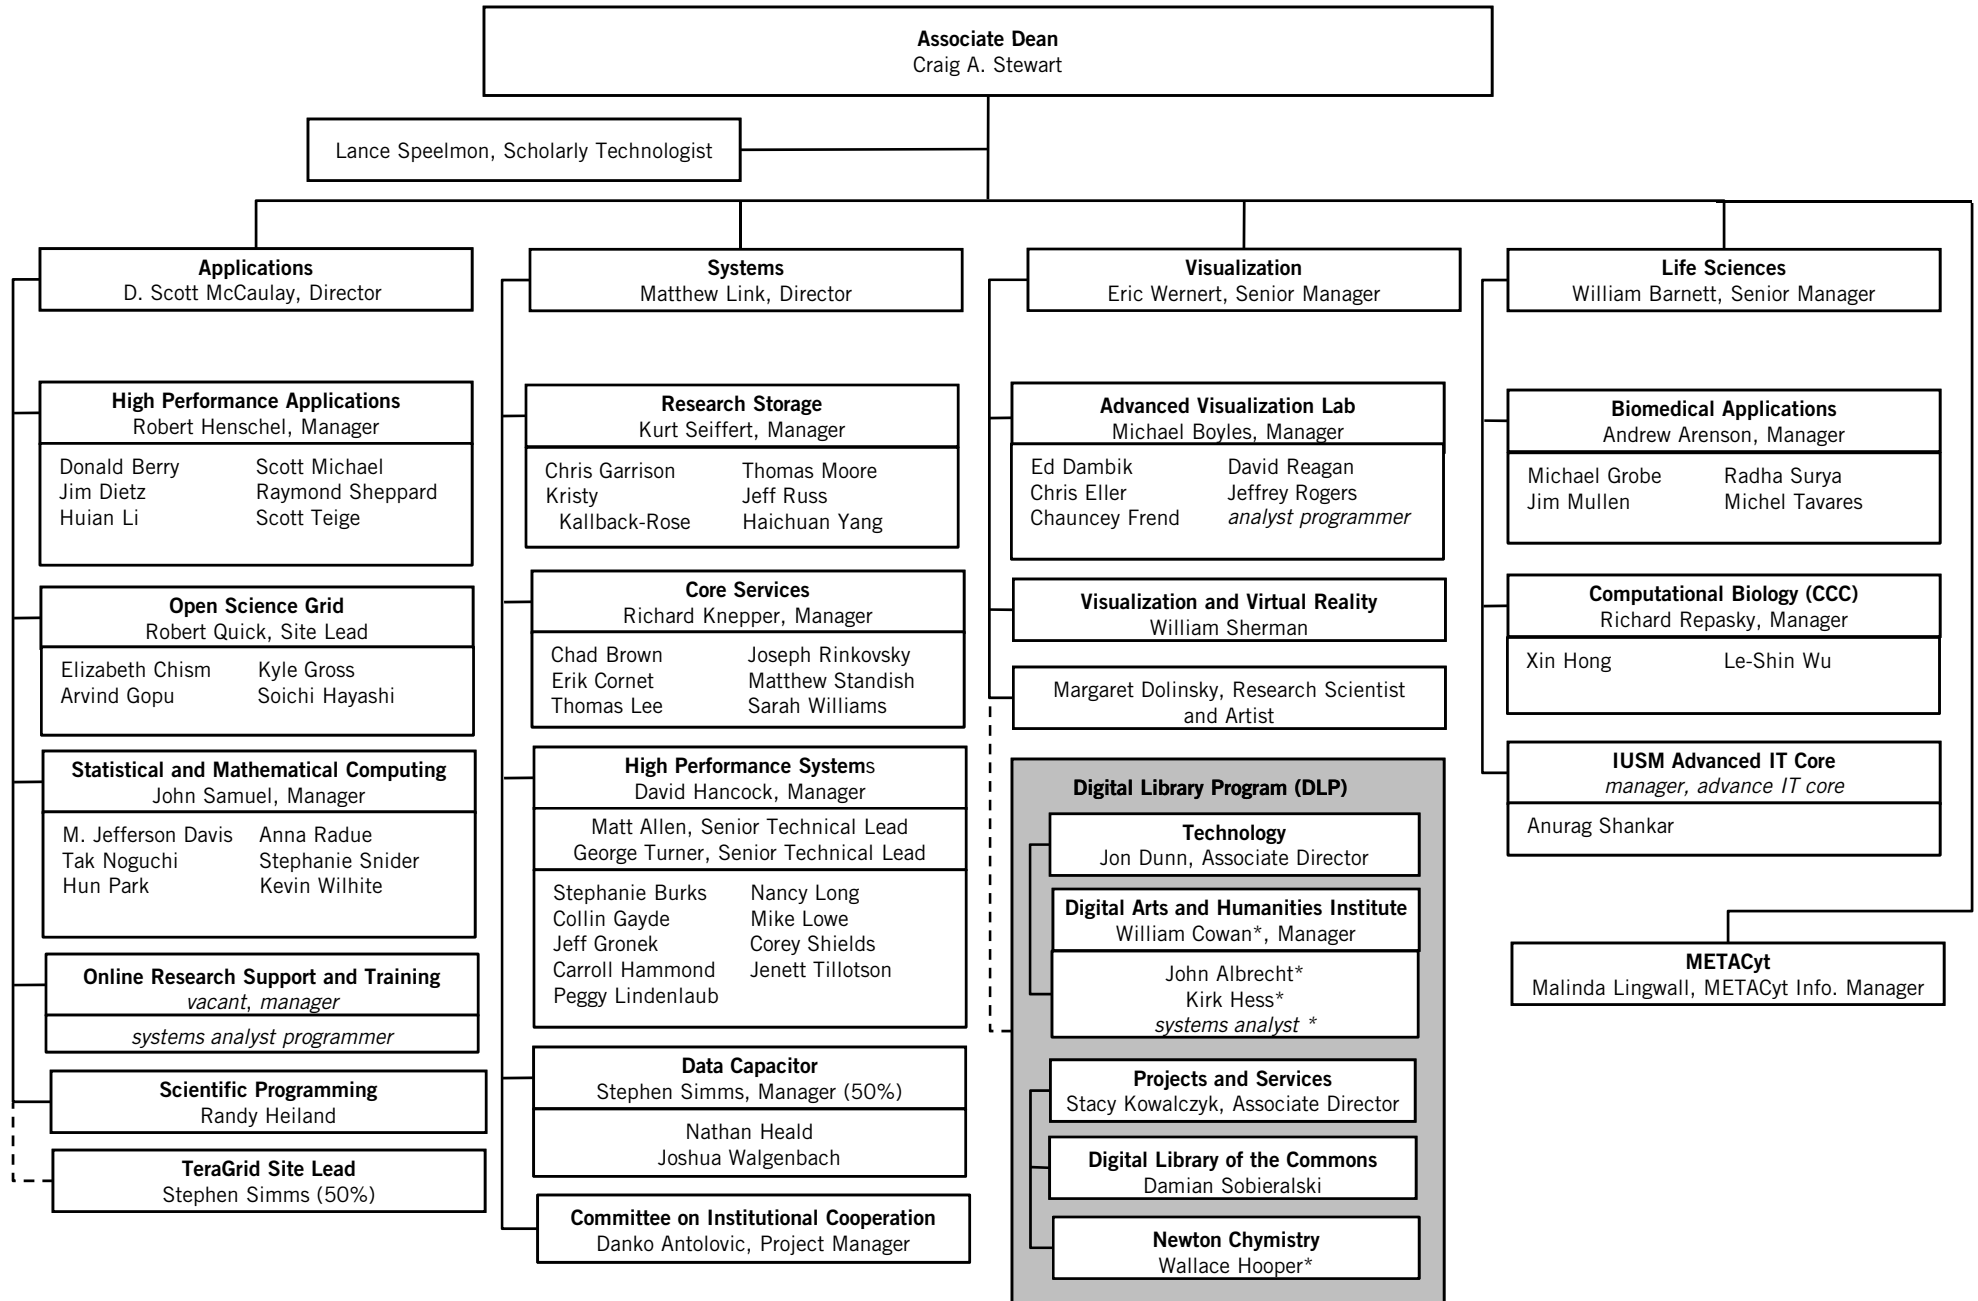 Associate Dean
Craig A. Stewart
Lance Speelmon, Scholarly Technologist
Applications
D. Scott McCaulay, Director
High Performance Applications
Robert Henschel, Manager
Donald Berry
Jim Dietz
Huian Li
Scott Michael
Raymond Sheppard
Scott Teige
Open Science Grid
Robert Quick, Site Lead
Elizabeth Chism
Arvind Gopu
Kyle Gross
Soichi Hayashi
Statistical and Mathematical Computing
John Samuel, Manager
M. Jefferson Davis
Tak Noguchi
Hun Park
Anna Radue
Stephanie Snider
Kevin Wilhite
Online Research Support and Training
vacant, manager
systems analyst programmer
Scientific Programming
Randy Heiland
TeraGrid Site Lead
Stephen Simms (50%)
Systems
Matthew Link, Director
Research Storage
Kurt Seiffert, Manager
Chris Garrison
Kristy
Kallback-Rose
Thomas Moore
Jeff Russ
Haichuan Yang
Core Services
Richard Knepper, Manager
Chad Brown
Erik Cornet
Thomas Lee
Joseph Rinkovsky
Matthew Standish
Sarah Williams
High Performance Systems
David Hancock, Manager
Matt Allen, Senior Technical Lead
George Turner, Senior Technical Lead
Stephanie Burks
Collin Gayde
Jeff Gronek
Carroll Hammond
Peggy Lindenlaub
Nancy Long
Mike Lowe
Corey Shields
Jenett Tillotson
Data Capacitor
Stephen Simms, Manager (50%)
Nathan Heald
Joshua Walgenbach
Committee on Institutional Cooperation
Danko Antolovic, Project Manager
Visualization
Eric Wernert, Senior Manager
Advanced Visualization Lab
Michael Boyles, Manager
Ed Dambik
Chris Eller
Chauncey Frend
David Reagan
Jeffrey Rogers
analyst programmer
Visualization and Virtual Reality
William Sherman
Margaret Dolinsky, Research Scientist
and Artist
Digital Library Program (DLP)
Technology
Jon Dunn, Associate Director
Digital Arts and Humanities Institute
William Cowan*, Manager
John Albrecht*
Kirk Hess*
systems analyst *
Projects and Services
Stacy Kowalczyk, Associate Director
Digital Library of the Commons
Damian Sobieralski
Newton Chymistry
Wallace Hooper*
Life Sciences
William Barnett, Senior Manager
Biomedical Applications
Andrew Arenson, Manager
Michael Grobe
Jim Mullen
Radha Surya
Michel Tavares
Computational Biology (CCC)
Richard Repasky, Manager
Xin Hong
Le-Shin Wu
IUSM Advanced IT Core
manager, advance IT core
Anurag Shankar
METACyt
Malinda Lingwall, METACyt Info. Manager